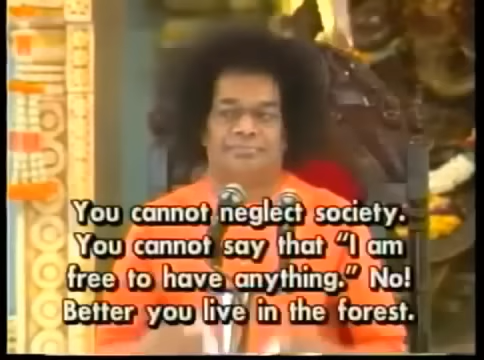 You cannot neglect society.
You cannot say that "I am
free to have anything." No!
Better you live in the forest.